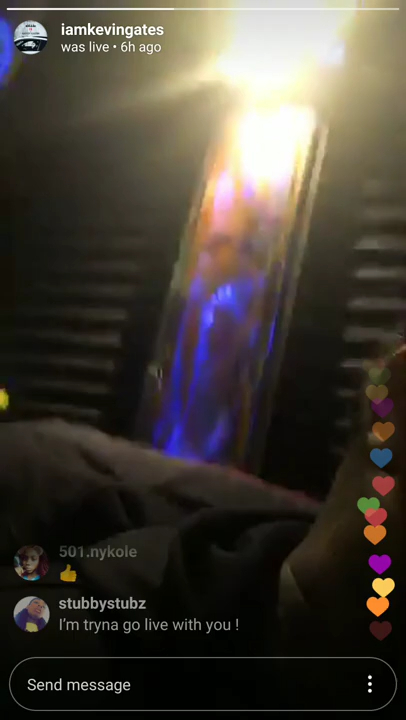 iamkevingates
was live • 6h ago
501.nykole
👍
stubbystubz
I'm tryna go live with you !
Send message